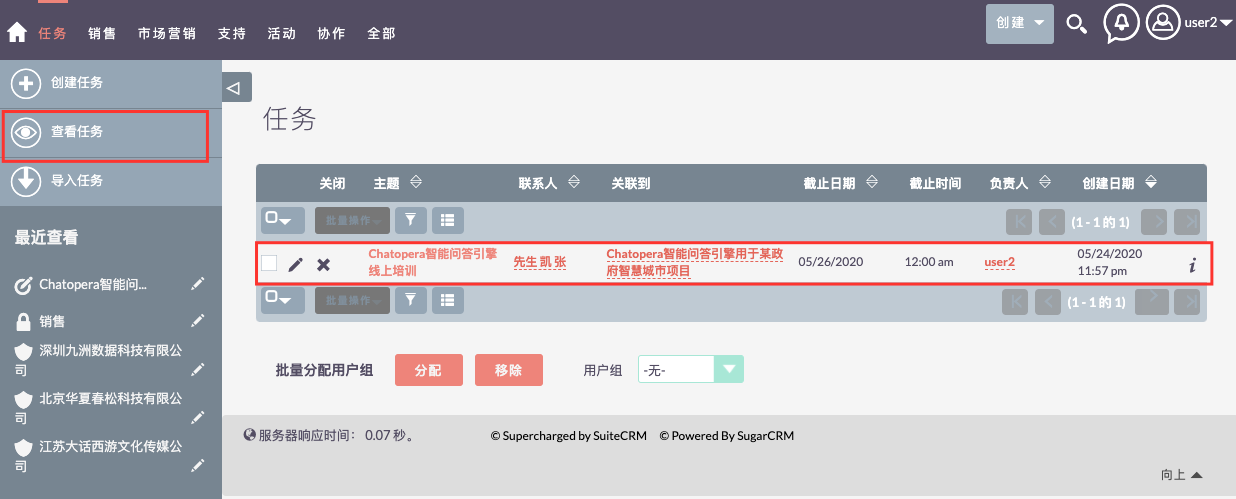 任务 销售 市场营销 支持 活动 协作 全部 创建 user2
创建任务
查看任务
导入任务
最近查看
Chatopera智能问...
销售
深圳九洲数据科技有限公
司
北京华夏春松科技有限公
司
江苏大话西游文化传媒公
司
任务
关闭 主题 联系人 关联到 截止日期 截止时间 负责人 创建日期
批量操作 (1 - 1 的 1)
Chatopera智能问答引擎
线上培训
先生 凯 张
Chatopera智能问答引擎用于某政
府智慧城市项目
05/26/2020
12:00 am
user2
05/24/2020
11:57 pm
批量操作 (1 - 1 的 1)
批量分配用户组 分配 移除 用户组 -无-
服务器响应时间： 0.07 秒。 © Supercharged by SuiteCRM © Powered By SugarCRM
向上